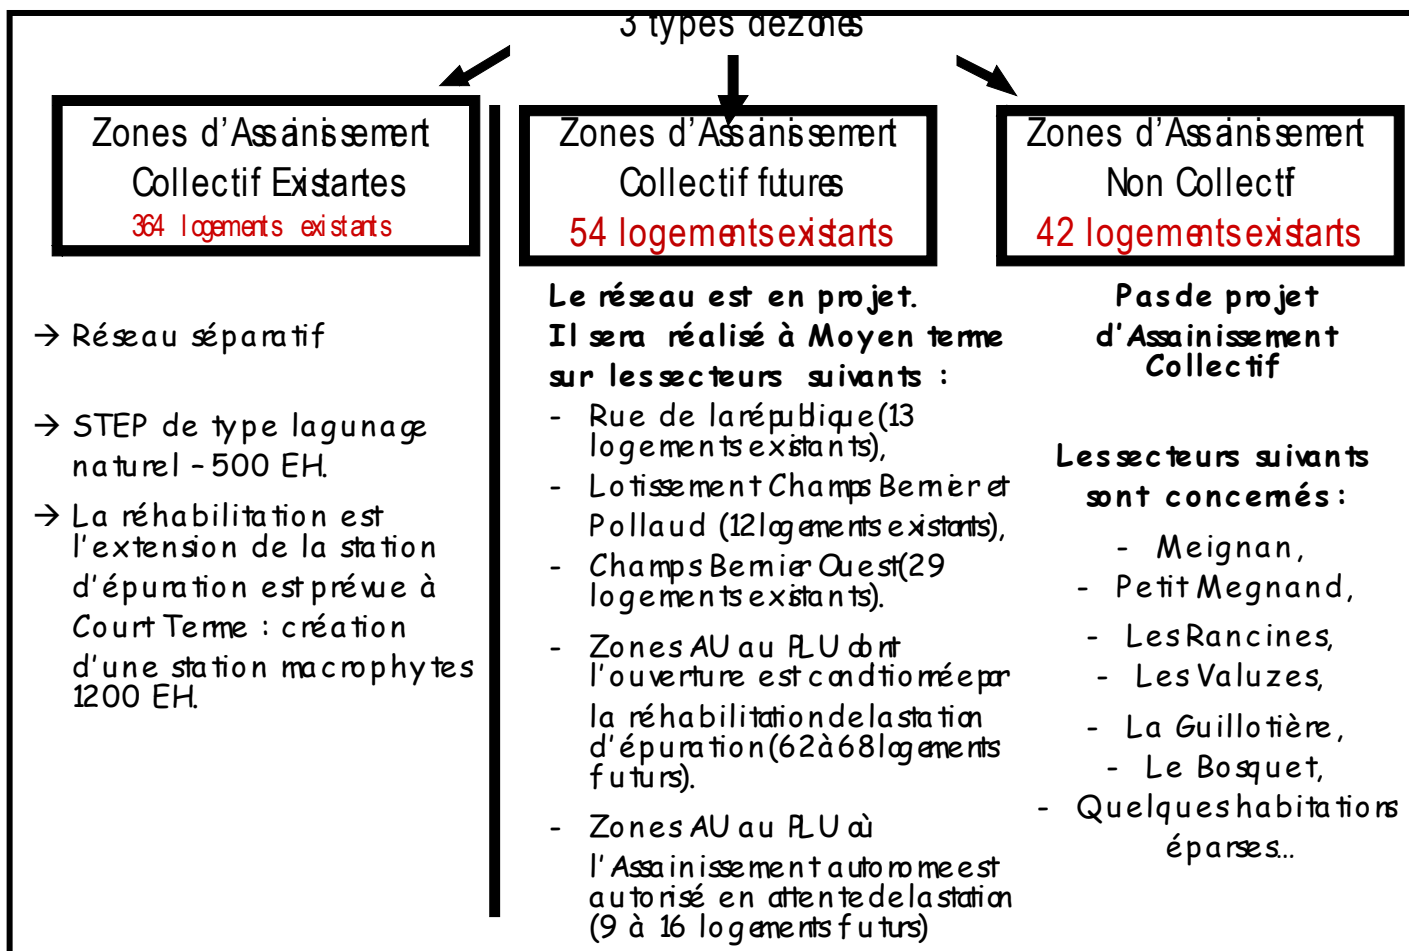 3 types de zones
Zones d'Assainissement
Collectif Existantes
364 logements existants
→ Réseau séparatif
→ STEP de type lagunage
naturel – 500 EH.
→ La réhabilitation est
l'extension de la station
d'épuration est prévue à
Court Terme : création
d'une station macrophytes
1200 EH.
Zones d'Assainissement
Collectif futures
54 logements existants
Le réseau est en projet.
Il sera réalisé à Moyen terme
sur les secteurs suivants :
- Rue de la république (13
logements existants),
- Lotissement Champs Bernier et
Pollaud (12 logements existants),
- Champs Bernier Ouest (29
logements existants).
- Zones AU au PLU dont
l'ouverture est conditionnée par
la réhabilitation de la station
d'épuration (62 à 68 logements
futurs).
- Zones AU au PLU où
l'Assainissement autonome est
autorisé en attente de la station
(9 à 16 logements futurs)
Zones d'Assainissement
Non Collectif
42 logements existants
Pas de projet
d'Assainissement
Collectif
Les secteurs suivants
sont concernés :
- Meignan,
- Petit Megnand,
- Les Rancines,
- Les Valuzes,
- La Guillotière,
- Le Bosquet,
- Quelques habitations
éparses...